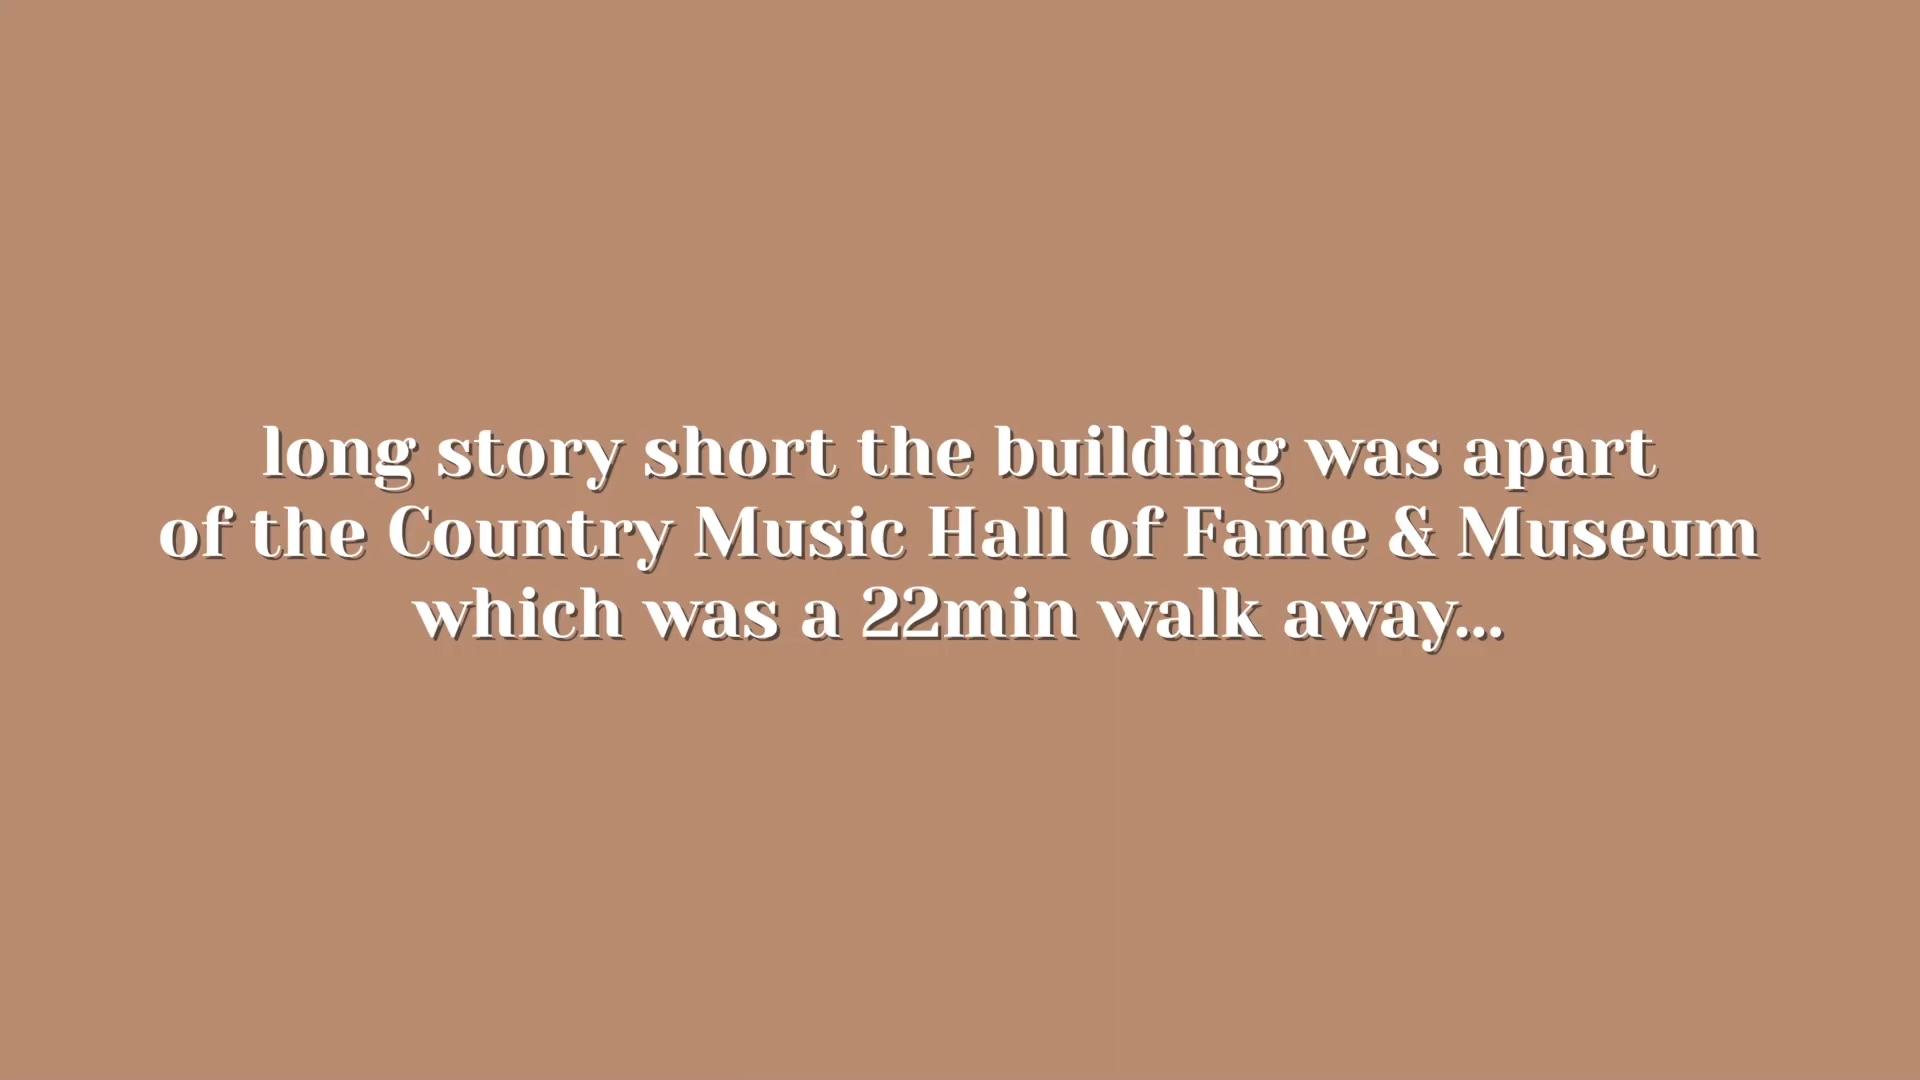 long story short the building was apart
of the Country Music Hall of Fame & Museum
which was a 22min walk away...